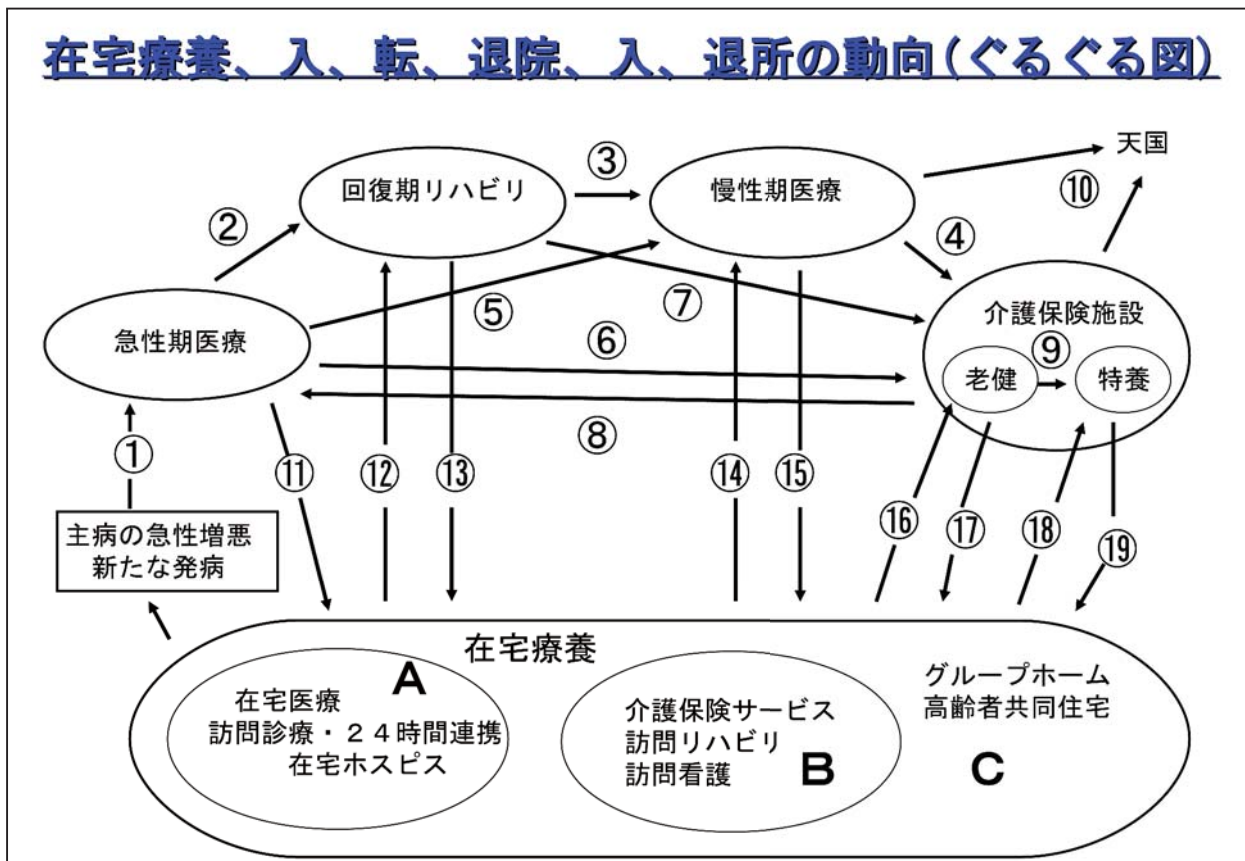 在宅療養、入、転、退院、入、退所の動向(ぐるぐる図)
天国
③
回復期リハビリ
慢性期医療
⑩
②
④
⑤
⑦
介護保険施設
急性期医療
⑥
⑨
老健
特養
⑧
①
⑪
⑫
⑬
⑭
⑮
⑯
⑰
⑱
⑲
主病の急性増悪
新たな発病
在宅療養
A
在宅医療
訪問診療・２４時間連携
在宅ホスピス
介護保険サービス
訪問リハビリ
訪問看護
B
グループホーム
高齢者共同住宅
C